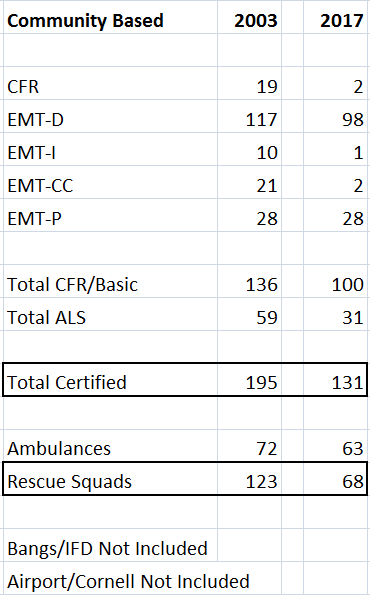 Community Based 2003 2017
CFR 19 2
EMT-D 117 98
EMT-I 10 1
EMT-CC 21 2
EMT-P 28 28
Total CFR/Basic 136 100
Total ALS 59 31
Total Certified 195 131
Ambulances 72 63
Rescue Squads 123 68
Bangs/IFD Not Included
Airport/Cornell Not Included